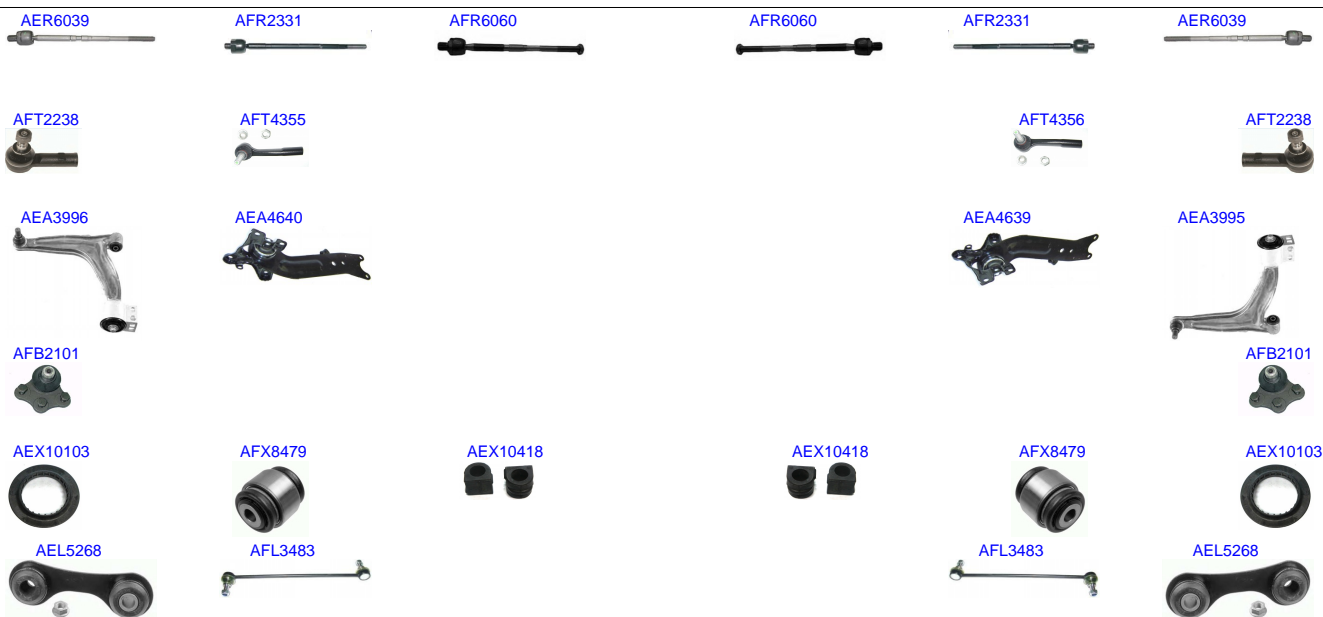 AER6039 AFR2331 AFR6060 AFR6060 AFR2331 AER6039
AFT2238 AFT4355 AFT4356 AFT2238
AEA3996 AEA4640 AEA4639 AEA3995
AFB2101 AFB2101
AEX10103 AFX8479 AEX10418 AEX10418 AFX8479 AEX10103
AEL5268 AFL3483 AFL3483 AEL5268